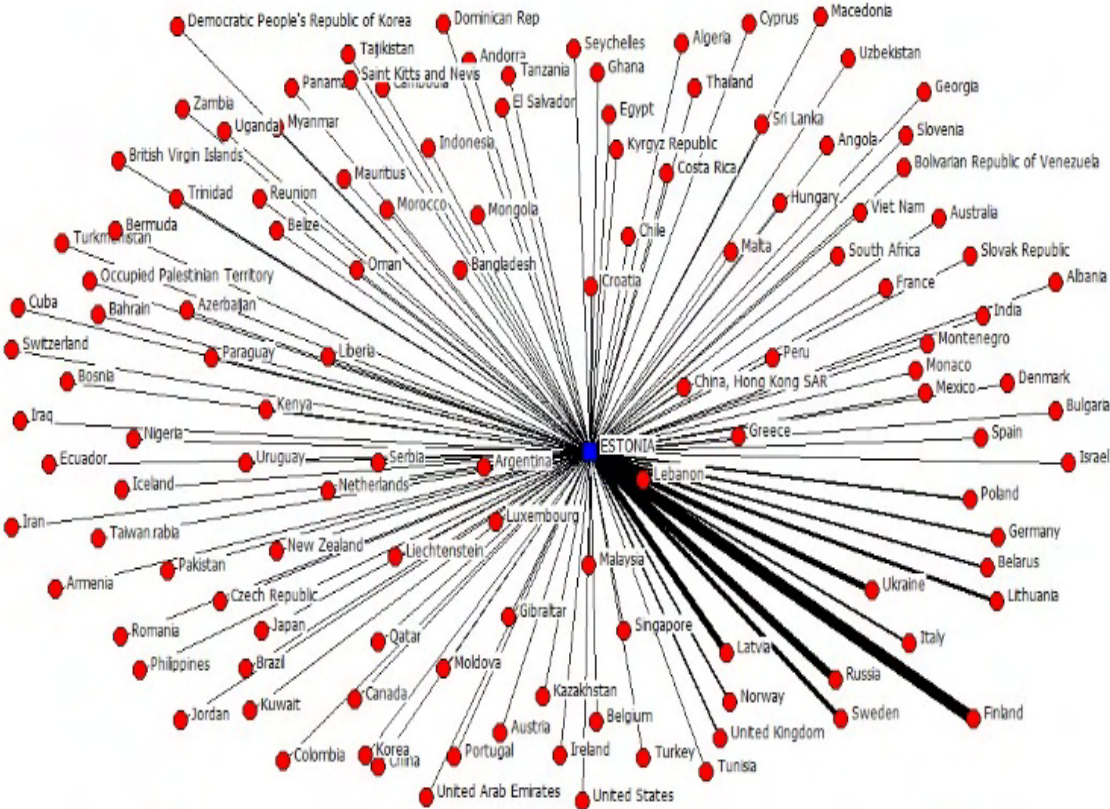 Democratic People's Republic of Korea
Dominican Rep
Cyprus
Macedonia
Tajikistan
Andorra
Seychelles
Algeria
Uzbekistan
Saint Kitts and Nevis
Tanzania
Ghana
Panama
Cambodia
Thailand
Georgia
Zambia
El Salvador
Egypt
Uganda
Myanmar
Sri Lanka
Slovenia
Indonesia
Kyrgyz Republic
Angola
British Virgin Islands
Costa Rica
Bolivarian Republic of Venezuela
Mauritius
Trinidad
Reunion
Morocco
Mongolia
Hungary
Viet Nam
Australia
Bermuda
Belize
Chile
Turkmenistan
Malta
South Africa
Slovak Republic
Oman
Bangladesh
Occupied Palestinian Territory
Croatia
France
Albania
Cuba
Bahrain
Azerbaijan
India
Switzerland
Paraguay
Liberia
Peru
Montenegro
Bosnia
China, Hong Kong SAR
Monaco
Mexico
Denmark
Iraq
Kenya
Bulgaria
Nigeria
ESTONIA
Greece
Spain
Ecuador
Uruguay
Serbia
Argentina
Israel
Iceland
Netherlands
Lebanon
Poland
Iran
Taiwan
rabia
Luxembourg
Germany
New Zealand
Liechtenstein
Malaysia
Belarus
Armenia
Pakistan
Ukraine
Czech Republic
Lithuania
Gibraltar
Romania
Japan
Qatar
Singapore
Latvia
Italy
Philippines
Brazil
Moldova
Russia
Kuwait
Canada
Kazakhstan
Norway
Jordan
Belgium
Sweden
Finland
Austria
United Kingdom
Colombia
Korea
China
Portugal
Ireland
Turkey
Tunisia
United Arab Emirates
United States